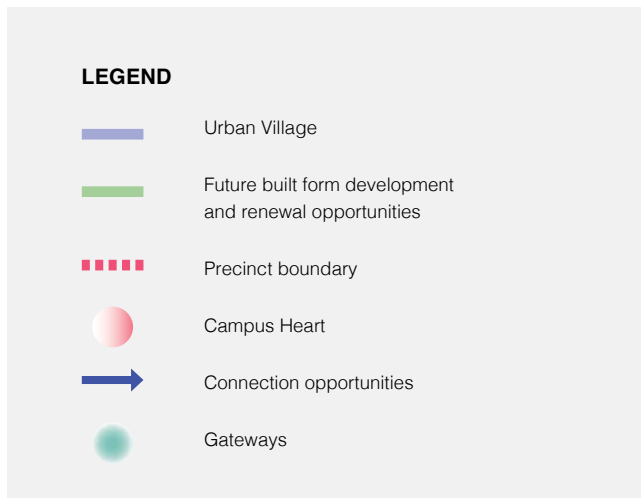 LEGEND
Urban Village
Future built form development
and renewal opportunities
Precinct boundary
Campus Heart
Connection opportunities
Gateways